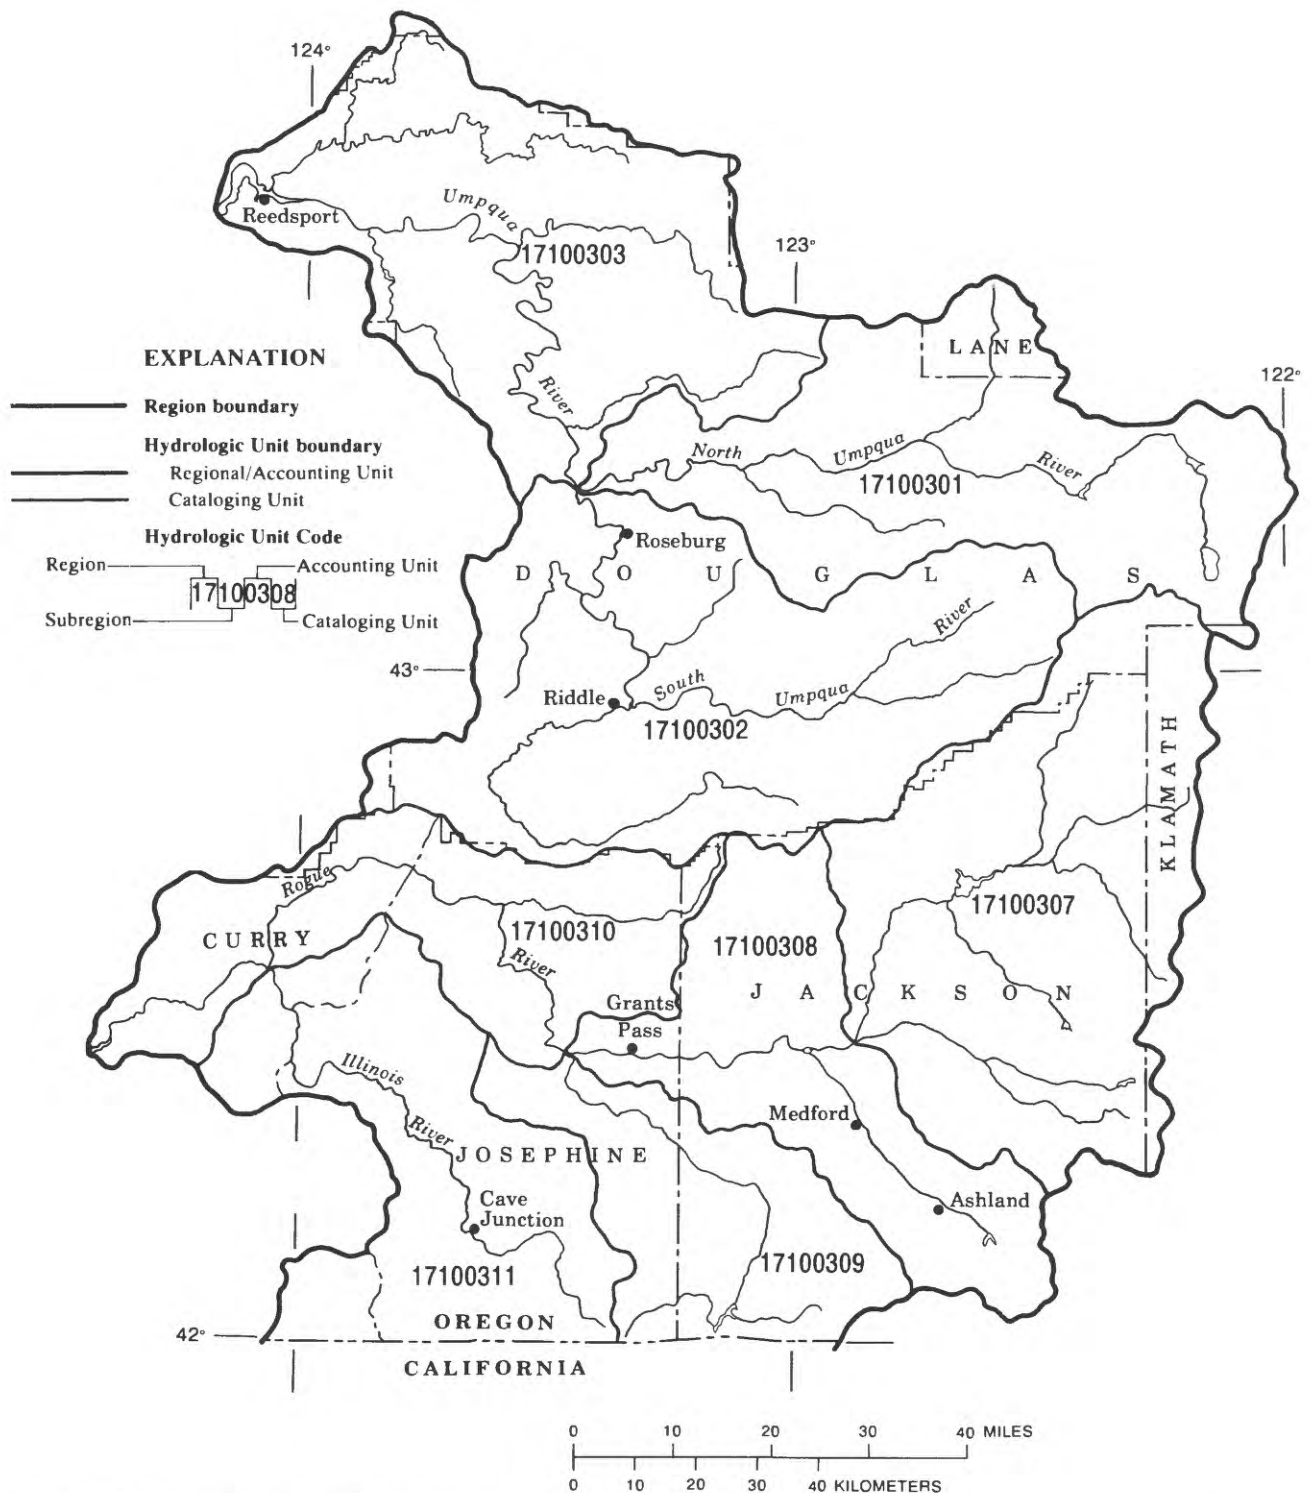 124°
Reedsport
Umpqua
17100303
123°
River
LANE
122°
EXPLANATION
Region boundary
Hydrologic Unit boundary
Regional/Accounting Unit
Cataloging Unit
Hydrologic Unit Code
Region
Accounting Unit
17100308
Subregion
Cataloging Unit
North
Umpqua
River
17100301
Roseburg
DOUGLAS
River
43°
Riddle
South
Umpqua
17100302
KLAMATH
Rogue
17100307
CURRY
17100310
17100308
River
JACKSON
Grants
Pass
Illinois
River
Medford
JOSEPHINE
Cave
Junction
Ashland
17100311
17100309
OREGON
42°
CALIFORNIA
0 10 20 30 40 MILES
0 10 20 30 40 KILOMETERS